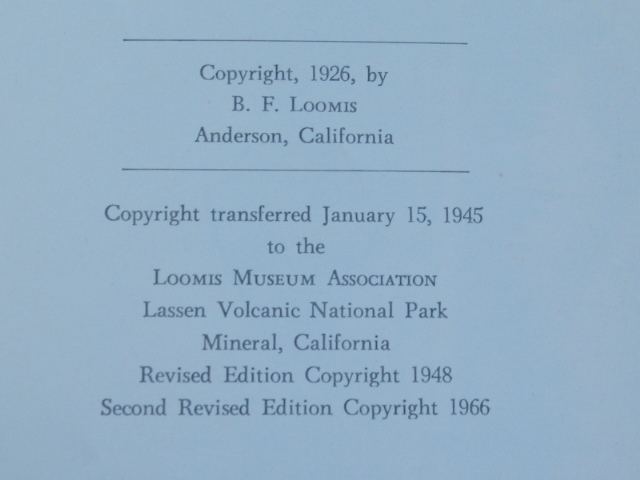 Copyright, 1926, by
B. F. Loomis
Anderson, California
Copyright transferred January 15, 1945
to the
Loomis Museum Association
Lassen Volcanic National Park
Mineral, California
Revised Edition Copyright 1948
Second Revised Edition Copyright 1966